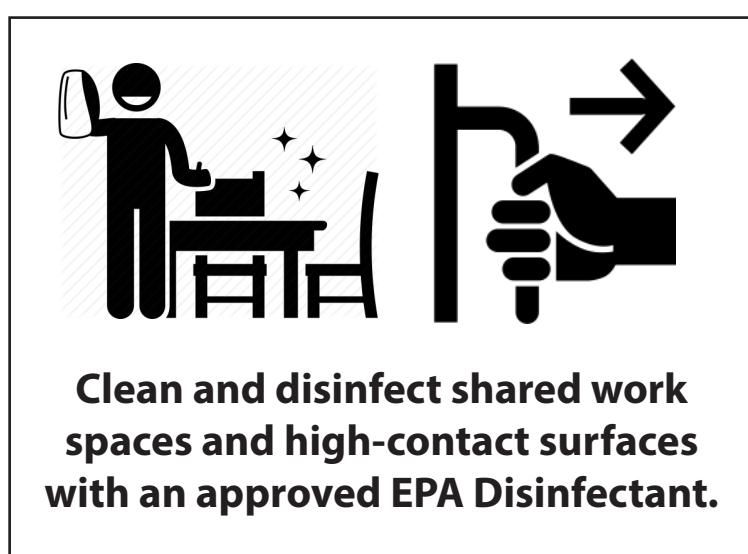 Clean and disinfect shared work
spaces and high-contact surfaces
with an approved EPA Disinfectant.